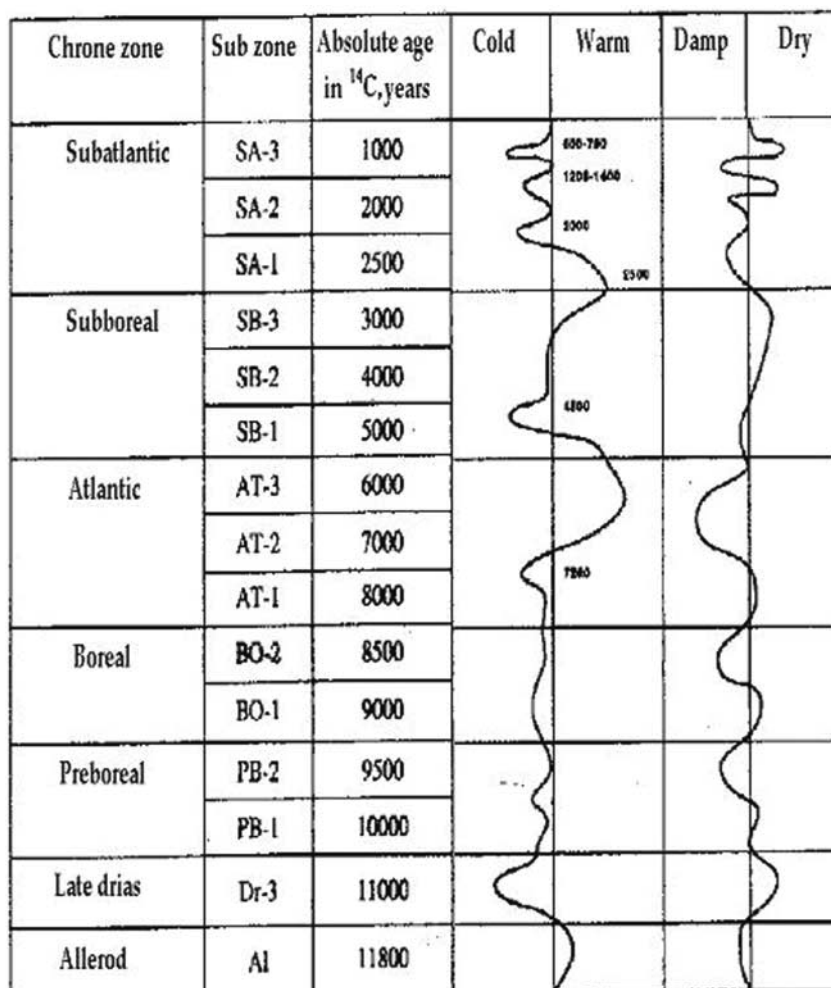 Chrone zone Sub zone Absolute age Cold Warm Damp Dry
in ¹⁴C,years
Subatlantic SA-3 1000
SA-2 2000
SA-1 2500 2500
Subboreal SB-3 3000
SB-2 4000
SB-1 5000
Atlantic AT-3 6000
AT-2 7000
AT-1 8000
Boreal BO-2 8500
BO-1 9000
Preboreal PB-2 9500
PB-1 10000
Late drias Dr-3 11000
Allerod Al 11800